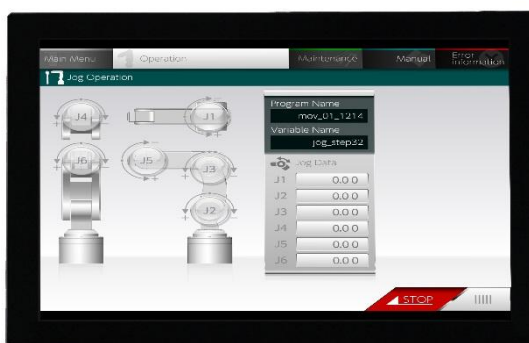 Main Menu
Operation
Maintenance
Manual
Error
information
Jog Operation
J4
J1
J6
J5
J3
J2
Program Name
mov_01_1214
Variable Name
jog_step32
Jog Data
J1 0.0 0
J2 0.0 0
J3 0.0 0
J4 0.0 0
J5 0.0 0
J6 0.0 0
STOP